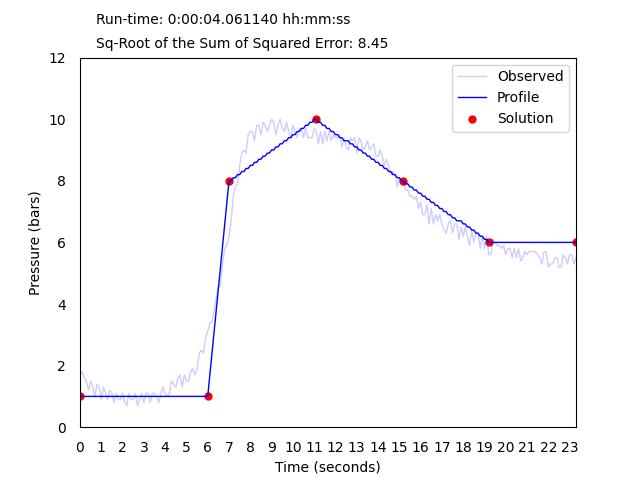 Run-time: 0:00:04.061140 hh:mm:ss
Sq-Root of the Sum of Squared Error: 8.45
12
10
8
6
4
2
0
Pressure (bars)
Observed
Profile
Solution
0 1 2 3 4 5 6 7 8 9 10 11 12 13 14 15 16 17 18 19 20 21 22 23
Time (seconds)